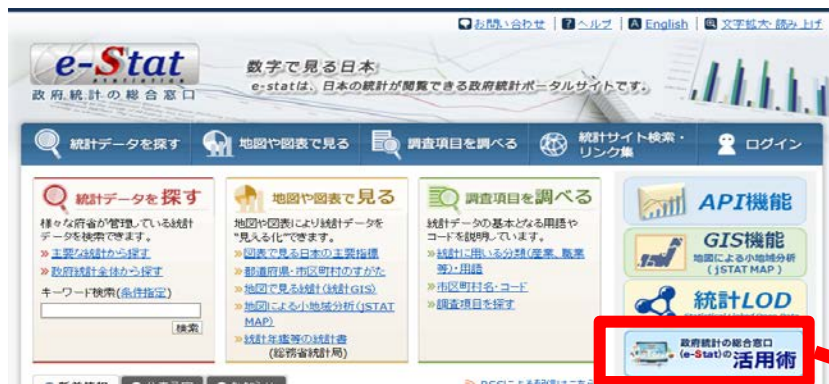 お問い合わせ
ヘルプ
English
文字拡大・読み上げ
e-Stat
statistics
政府統計の総合窓口
数字で見る日本
e-statは、日本の統計が閲覧できる政府統計ポータルサイトです。
統計データを探す
地図や図表で見る
調査項目を調べる
統計サイト検索・
リンク集
ログイン
統計データを探す
様々な府省が管理している統計
データを検索できます。
»主要な統計から探す
»政府統計全体から探す
キーワード検索(条件指定)
検索
地図や図表で見る
地図や図表により統計データを
"見える化"できます。
»図表で見る日本の主要指標
»都道府県・市区町村のすがた
»地図で見る統計(統計GIS)
»地図による小地域分析(jSTAT
MAP)
»統計年鑑等の統計書
(総務省統計局)
調査項目を調べる
統計データの基本となる用語や
コードを説明しています。
»統計に用いる分類(産業、職業
等)・用語
»市区町村名・コード
»調査項目を探す
API機能
GIS機能
地図による小地域分析
(jSTAT MAP)
統計LOD
政府統計の総合窓口
(e-Stat)の活用術